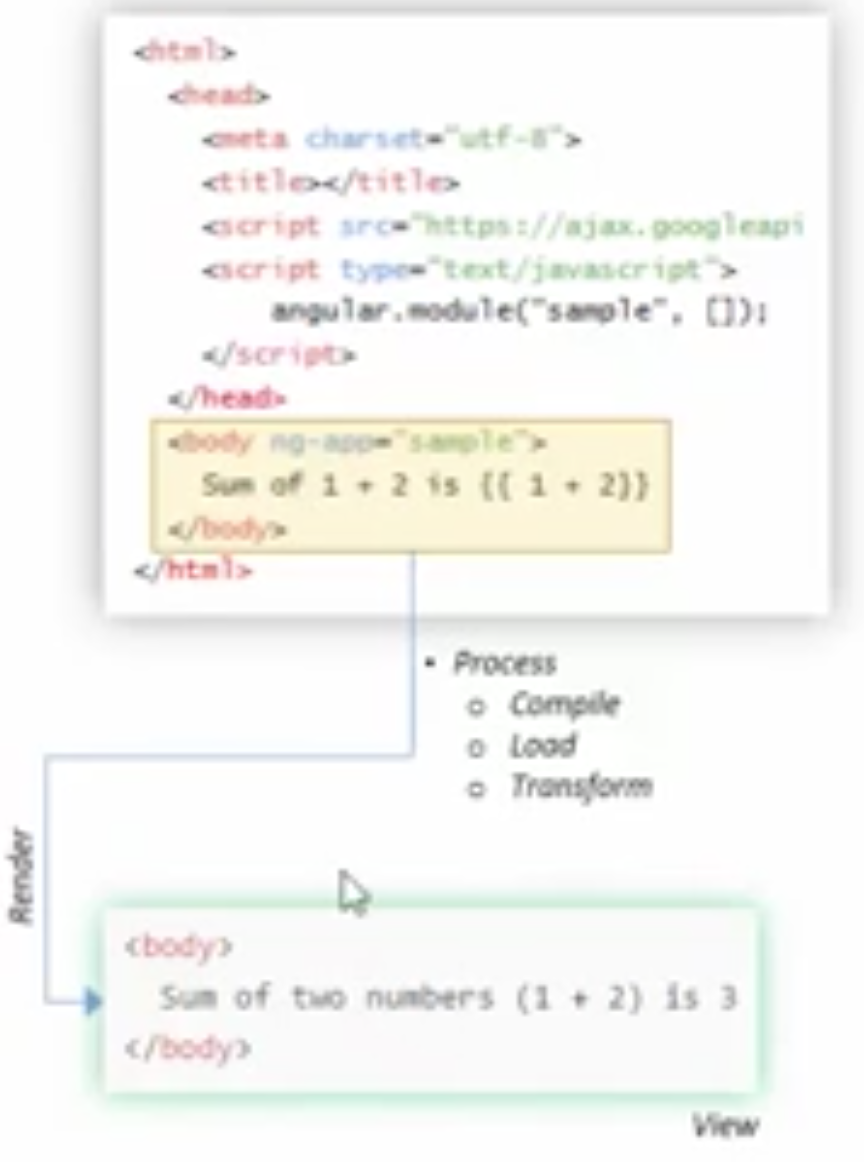 <html>
<head>
<meta charset="utf-8">
<title></title>
<script src="https://ajax.googleapi
<script type="text/javascript">
angular.module("sample", []);
</script>
</head>
<body ng-app="sample">
Sum of 1 + 2 is {{ 1 + 2}}
</body>
</html>
• Process
o Compile
o Load
o Transform
Render
<body>
Sum of two numbers (1 + 2) is 3
</body>
View